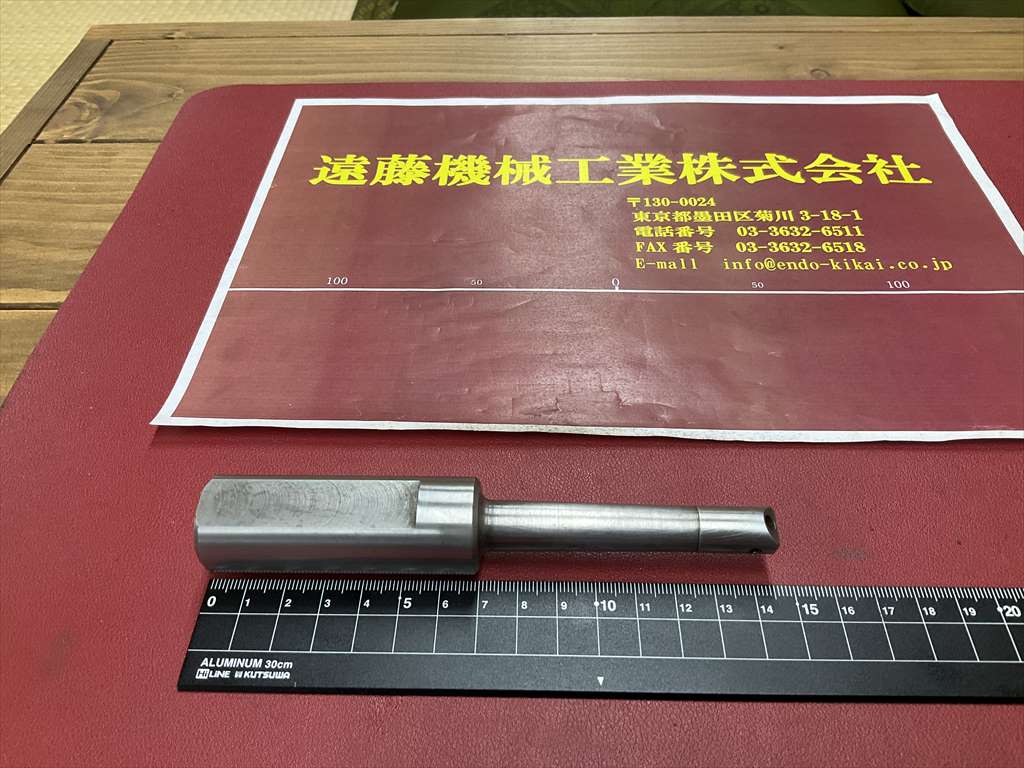 遠藤機械工業株式会社
〒130-0024
東京都墨田区菊川 3-18-1
電話番号 03-3632-6511
FAX 番号 03-3632-6518
E-mall info@endo-kikai.co.jp
100 50 0 50 100
0 1 2 3 4 5 6 7 8 9 10 11 12 13 14 15 16 17 18 19 20
ALUMINUM 30cm
Hi LiNE KUTSUWA